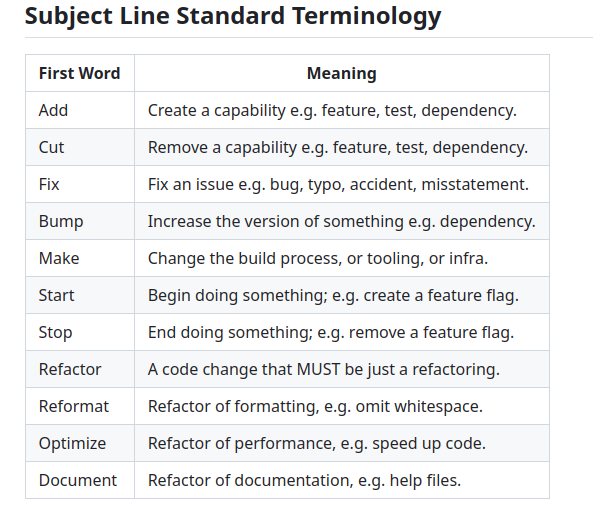 Subject Line Standard Terminology
First Word Meaning
Add Create a capability e.g. feature, test, dependency.
Cut Remove a capability e.g. feature, test, dependency.
Fix Fix an issue e.g. bug, typo, accident, misstatement.
Bump Increase the version of something e.g. dependency.
Make Change the build process, or tooling, or infra.
Start Begin doing something; e.g. create a feature flag.
Stop End doing something; e.g. remove a feature flag.
Refactor A code change that MUST be just a refactoring.
Reformat Refactor of formatting, e.g. omit whitespace.
Optimize Refactor of performance, e.g. speed up code.
Document Refactor of documentation, e.g. help files.